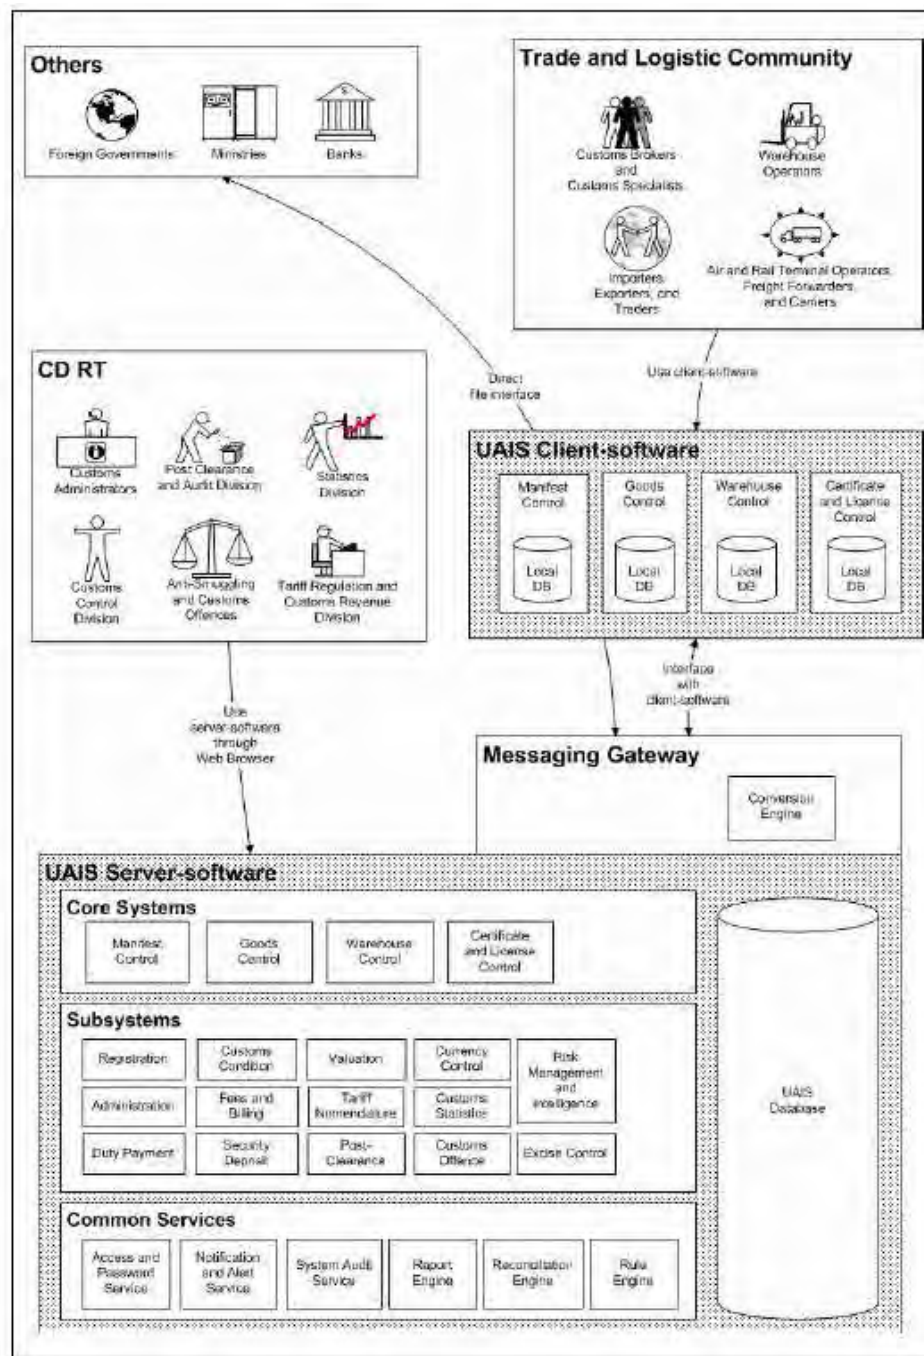 Others
Foreign Governments
Ministries
Banks
Trade and Logistic Community
Customs Brokers
and
Customs Specialists
Warehouse
Operators
Importers,
Exporters, and
Traders
Air and Rail Terminal Operators,
Freight Forwarders,
and Carriers
Direct
file interface
Use client-software
CD RT
Customs
Administrators
Post Clearance
and Audit Division
Statistics
Division
Customs
Control
Division
Anti-Smuggling
and Customs
Offences
Tariff Regulation and
Customs Revenue
Division
UAIS Client-software
Manifest
Control
Local
DB
Goods
Control
Local
DB
Warehouse
Control
Local
DB
Certificate
and License
Control
Local
DB
Use
server-software
through
Web Browser
Interface
with
client-software
Messaging Gateway
Conversion
Engine
UAIS Server-software
Core Systems
Manifest
Control
Goods
Control
Warehouse
Control
Certificate
and License
Control
Subsystems
Registration
Customs
Condition
Valuation
Currency
Control
Risk
Management
and
Intelligence
Administration
Fees and
Billing
Tariff
Nomenclature
Customs
Statistics
Duty Payment
Security
Deposit
Post-
Clearance
Customs
Offence
Excise Control
Common Services
Access and
Password
Service
Notification
and Alert
Service
System Audit
Service
Raport
Engine
Reconciliation
Engine
Rule
Engine
UAIS
Database